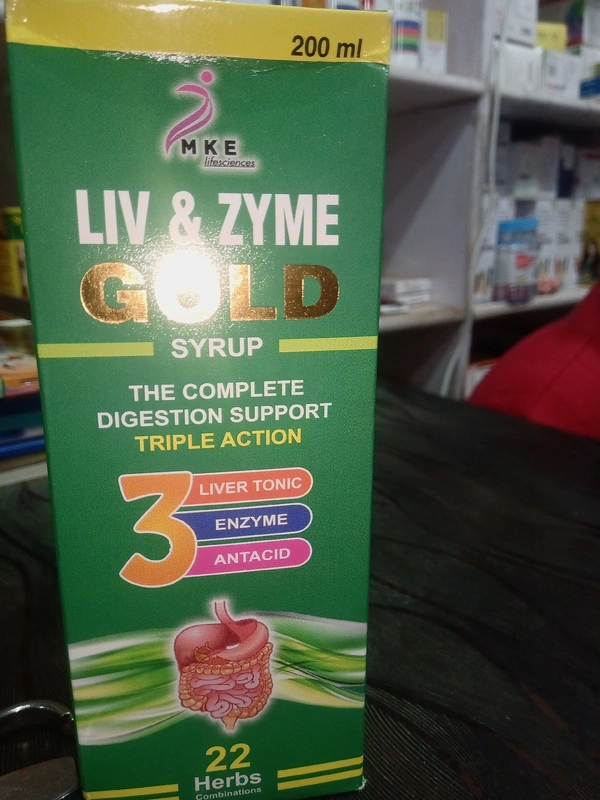 200 ml
MKE
lifesciences
LIV & ZYME
GOLD
SYRUP
THE COMPLETE
DIGESTION SUPPORT
TRIPLE ACTION
3
LIVER TONIC
ENZYME
ANTACID
22
Herbs
Combinations